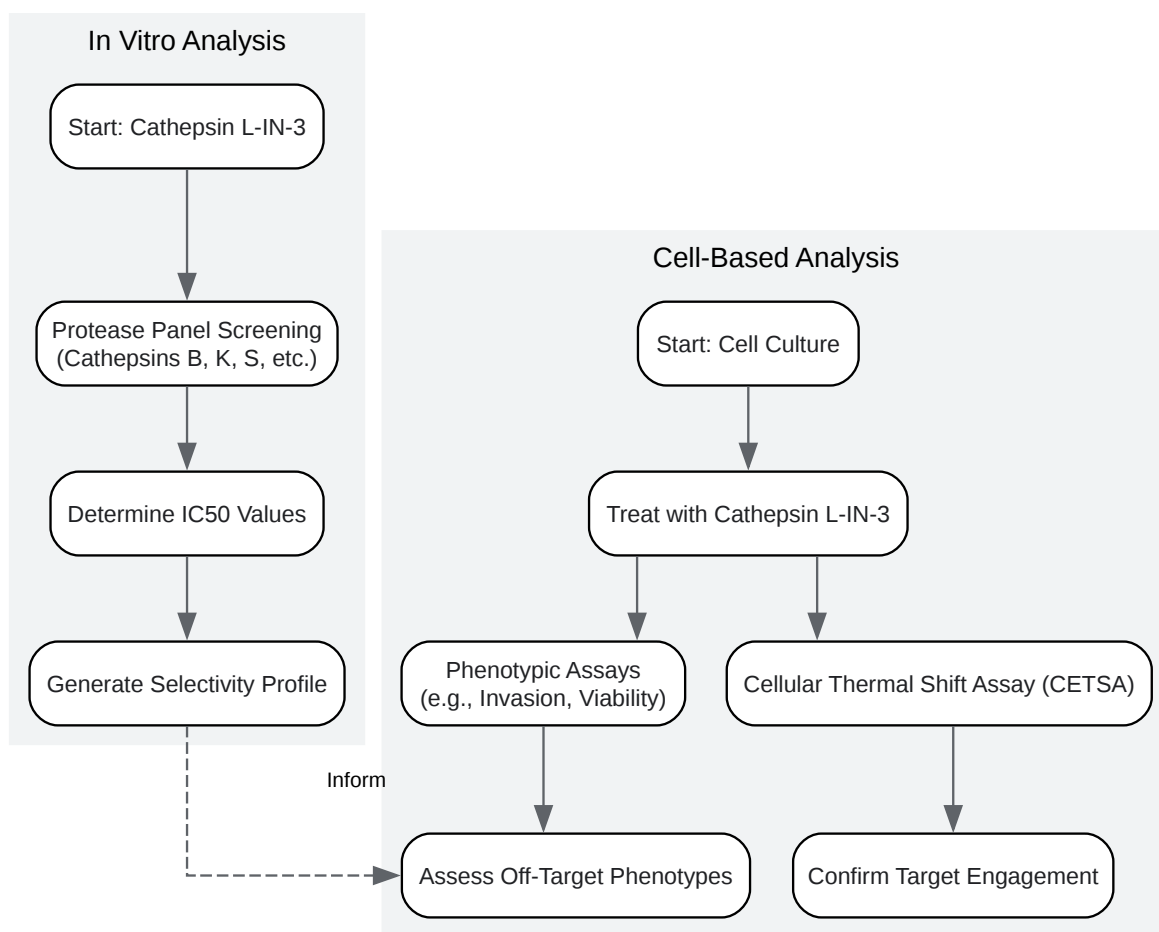 In Vitro Analysis
Start: Cathepsin L-IN-3
Protease Panel Screening
(Cathepsins B, K, S, etc.)
Determine IC50 Values
Generate Selectivity Profile
Inform
Cell-Based Analysis
Start: Cell Culture
Treat with Cathepsin L-IN-3
Phenotypic Assays
(e.g., Invasion, Viability)
Cellular Thermal Shift Assay (CETSA)
Assess Off-Target Phenotypes
Confirm Target Engagement